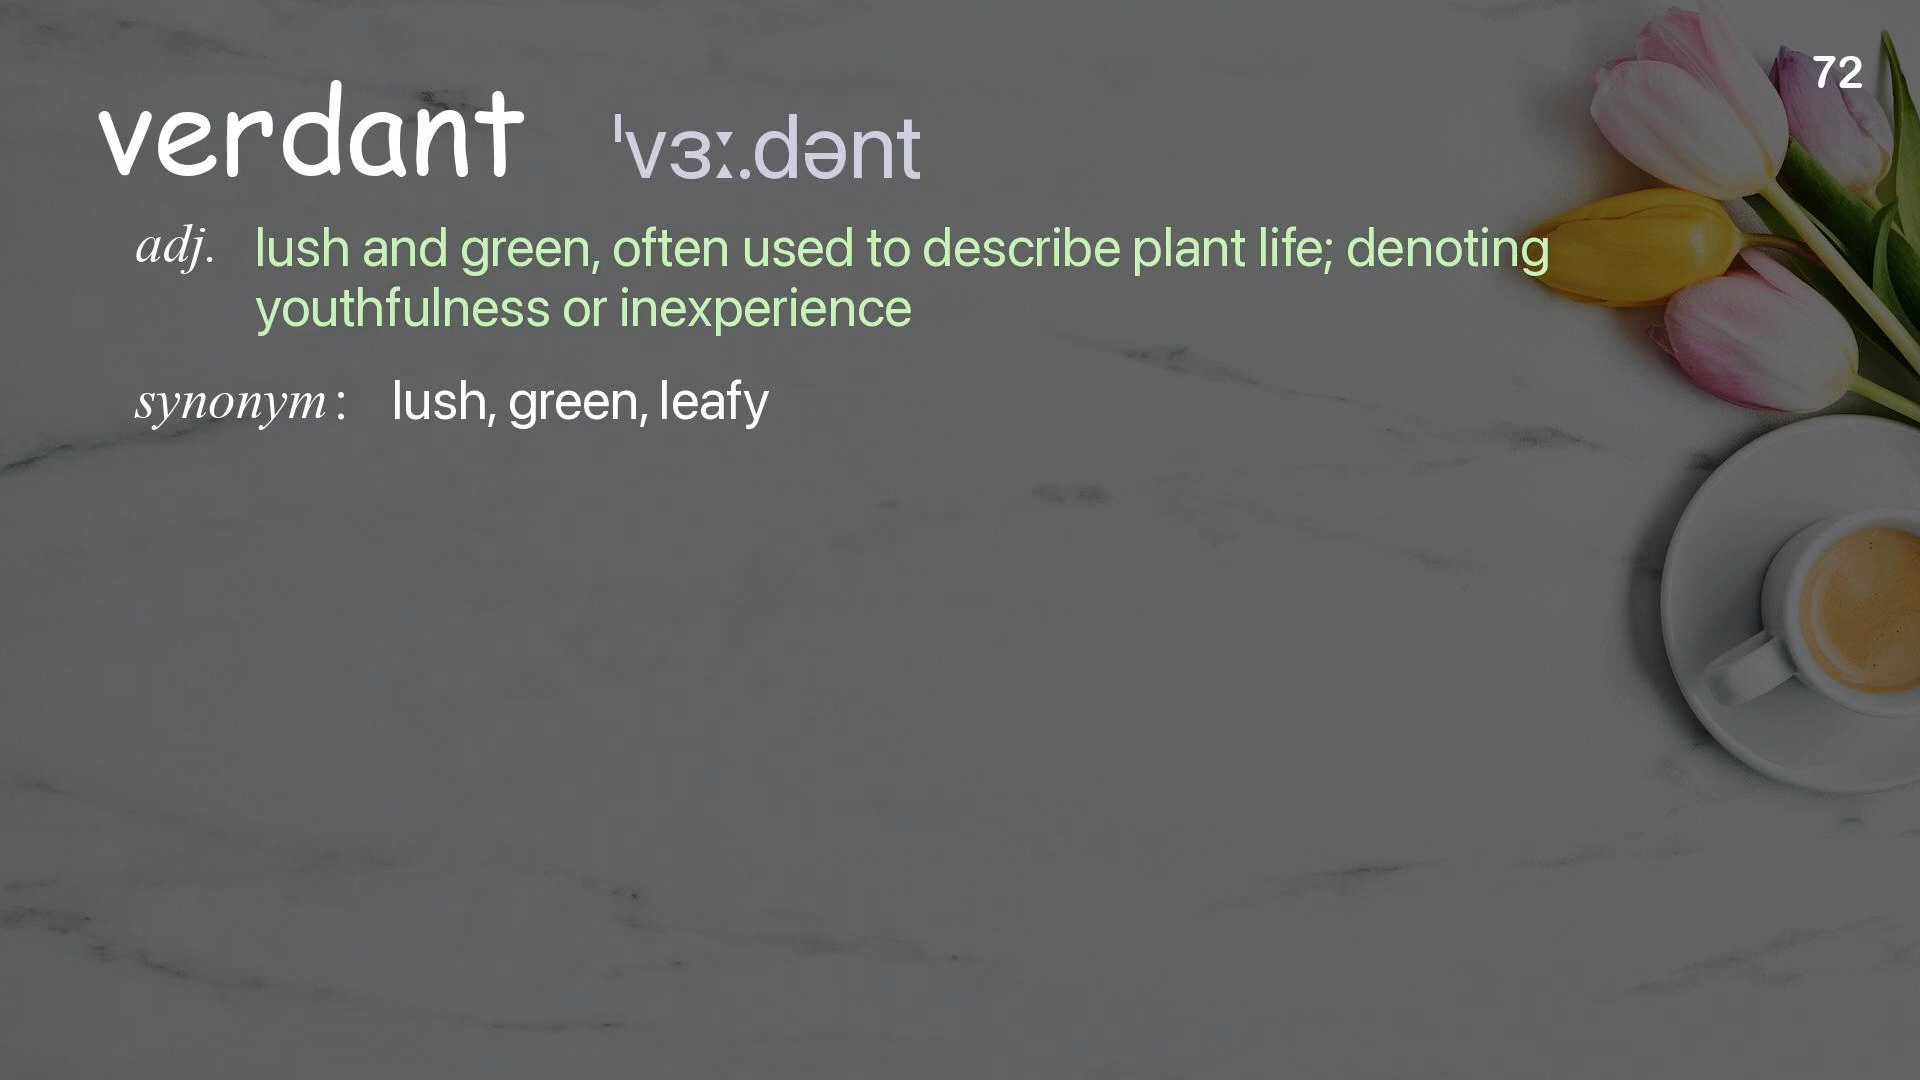 72
verdant ˈvɜː.dənt
adj. lush and green, often used to describe plant life; denoting
youthfulness or inexperience
synonym : lush, green, leafy